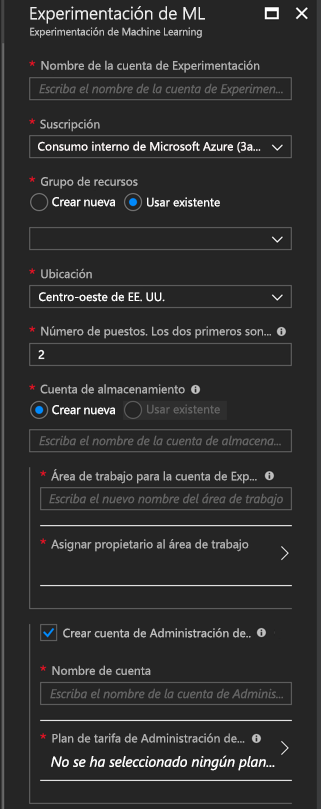 Experimentación de ML
Experimentación de Machine Learning
* Nombre de la cuenta de Experimentación
Escriba el nombre de la cuenta de Experimen...
* Suscripción
Consumo interno de Microsoft Azure (3a...
* Grupo de recursos
Crear nueva Usar existente
* Ubicación
Centro-oeste de EE. UU.
* Número de puestos. Los dos primeros son...
2
* Cuenta de almacenamiento
Crear nueva Usar existente
Escriba el nombre de la cuenta de almacena...
* Área de trabajo para la cuenta de Exp...
Escriba el nuevo nombre del área de trabajo
* Asignar propietario al área de trabajo
Crear cuenta de Administración de..
* Nombre de cuenta
Escriba el nombre de la cuenta de Adminis...
* Plan de tarifa de Administración de...
No se ha seleccionado ningún plan...